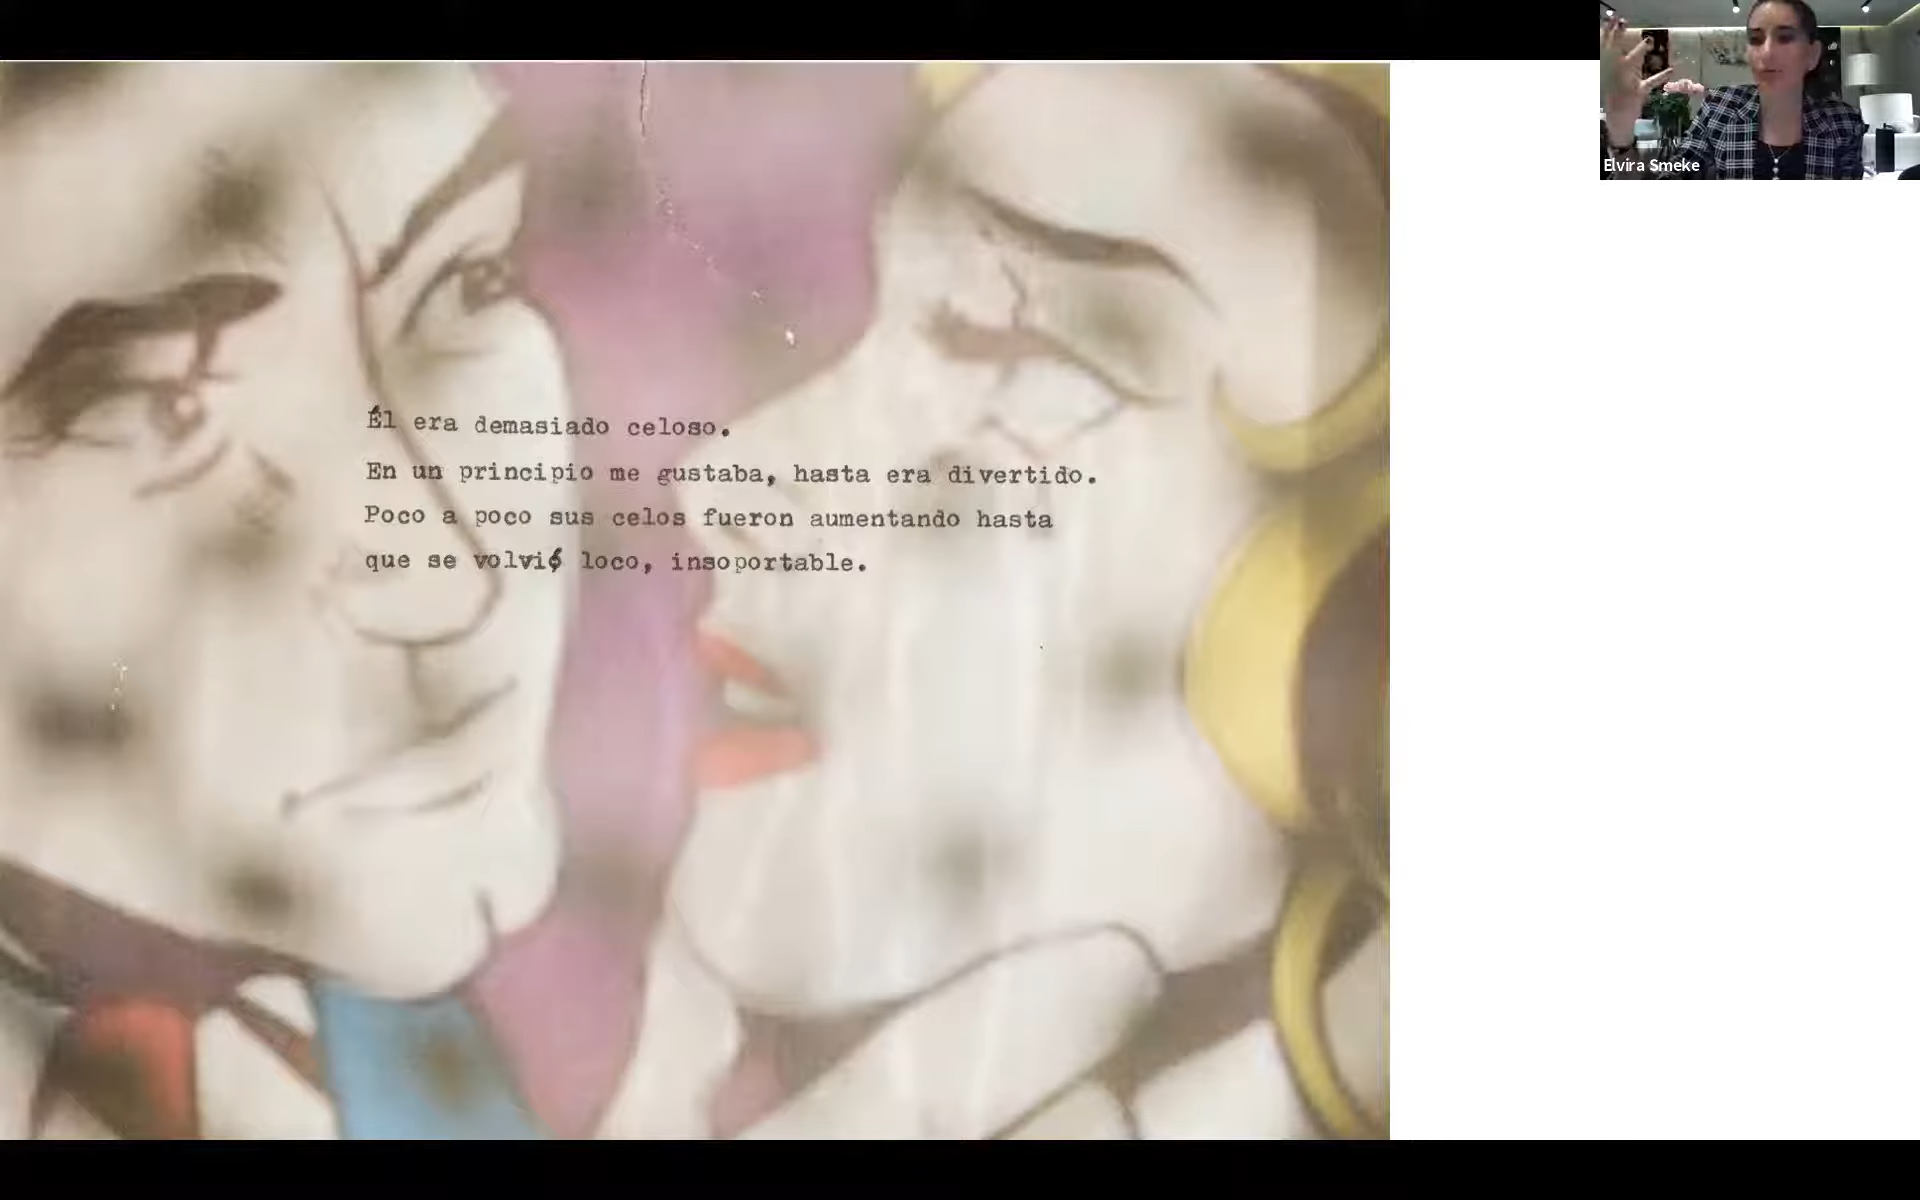 Él era demasiado celoso.
En un principio me gustaba, hasta era divertido.
Poco a poco sus celos fueron aumentando hasta
que se volvió loco, insoportable.
Elvira Smeke